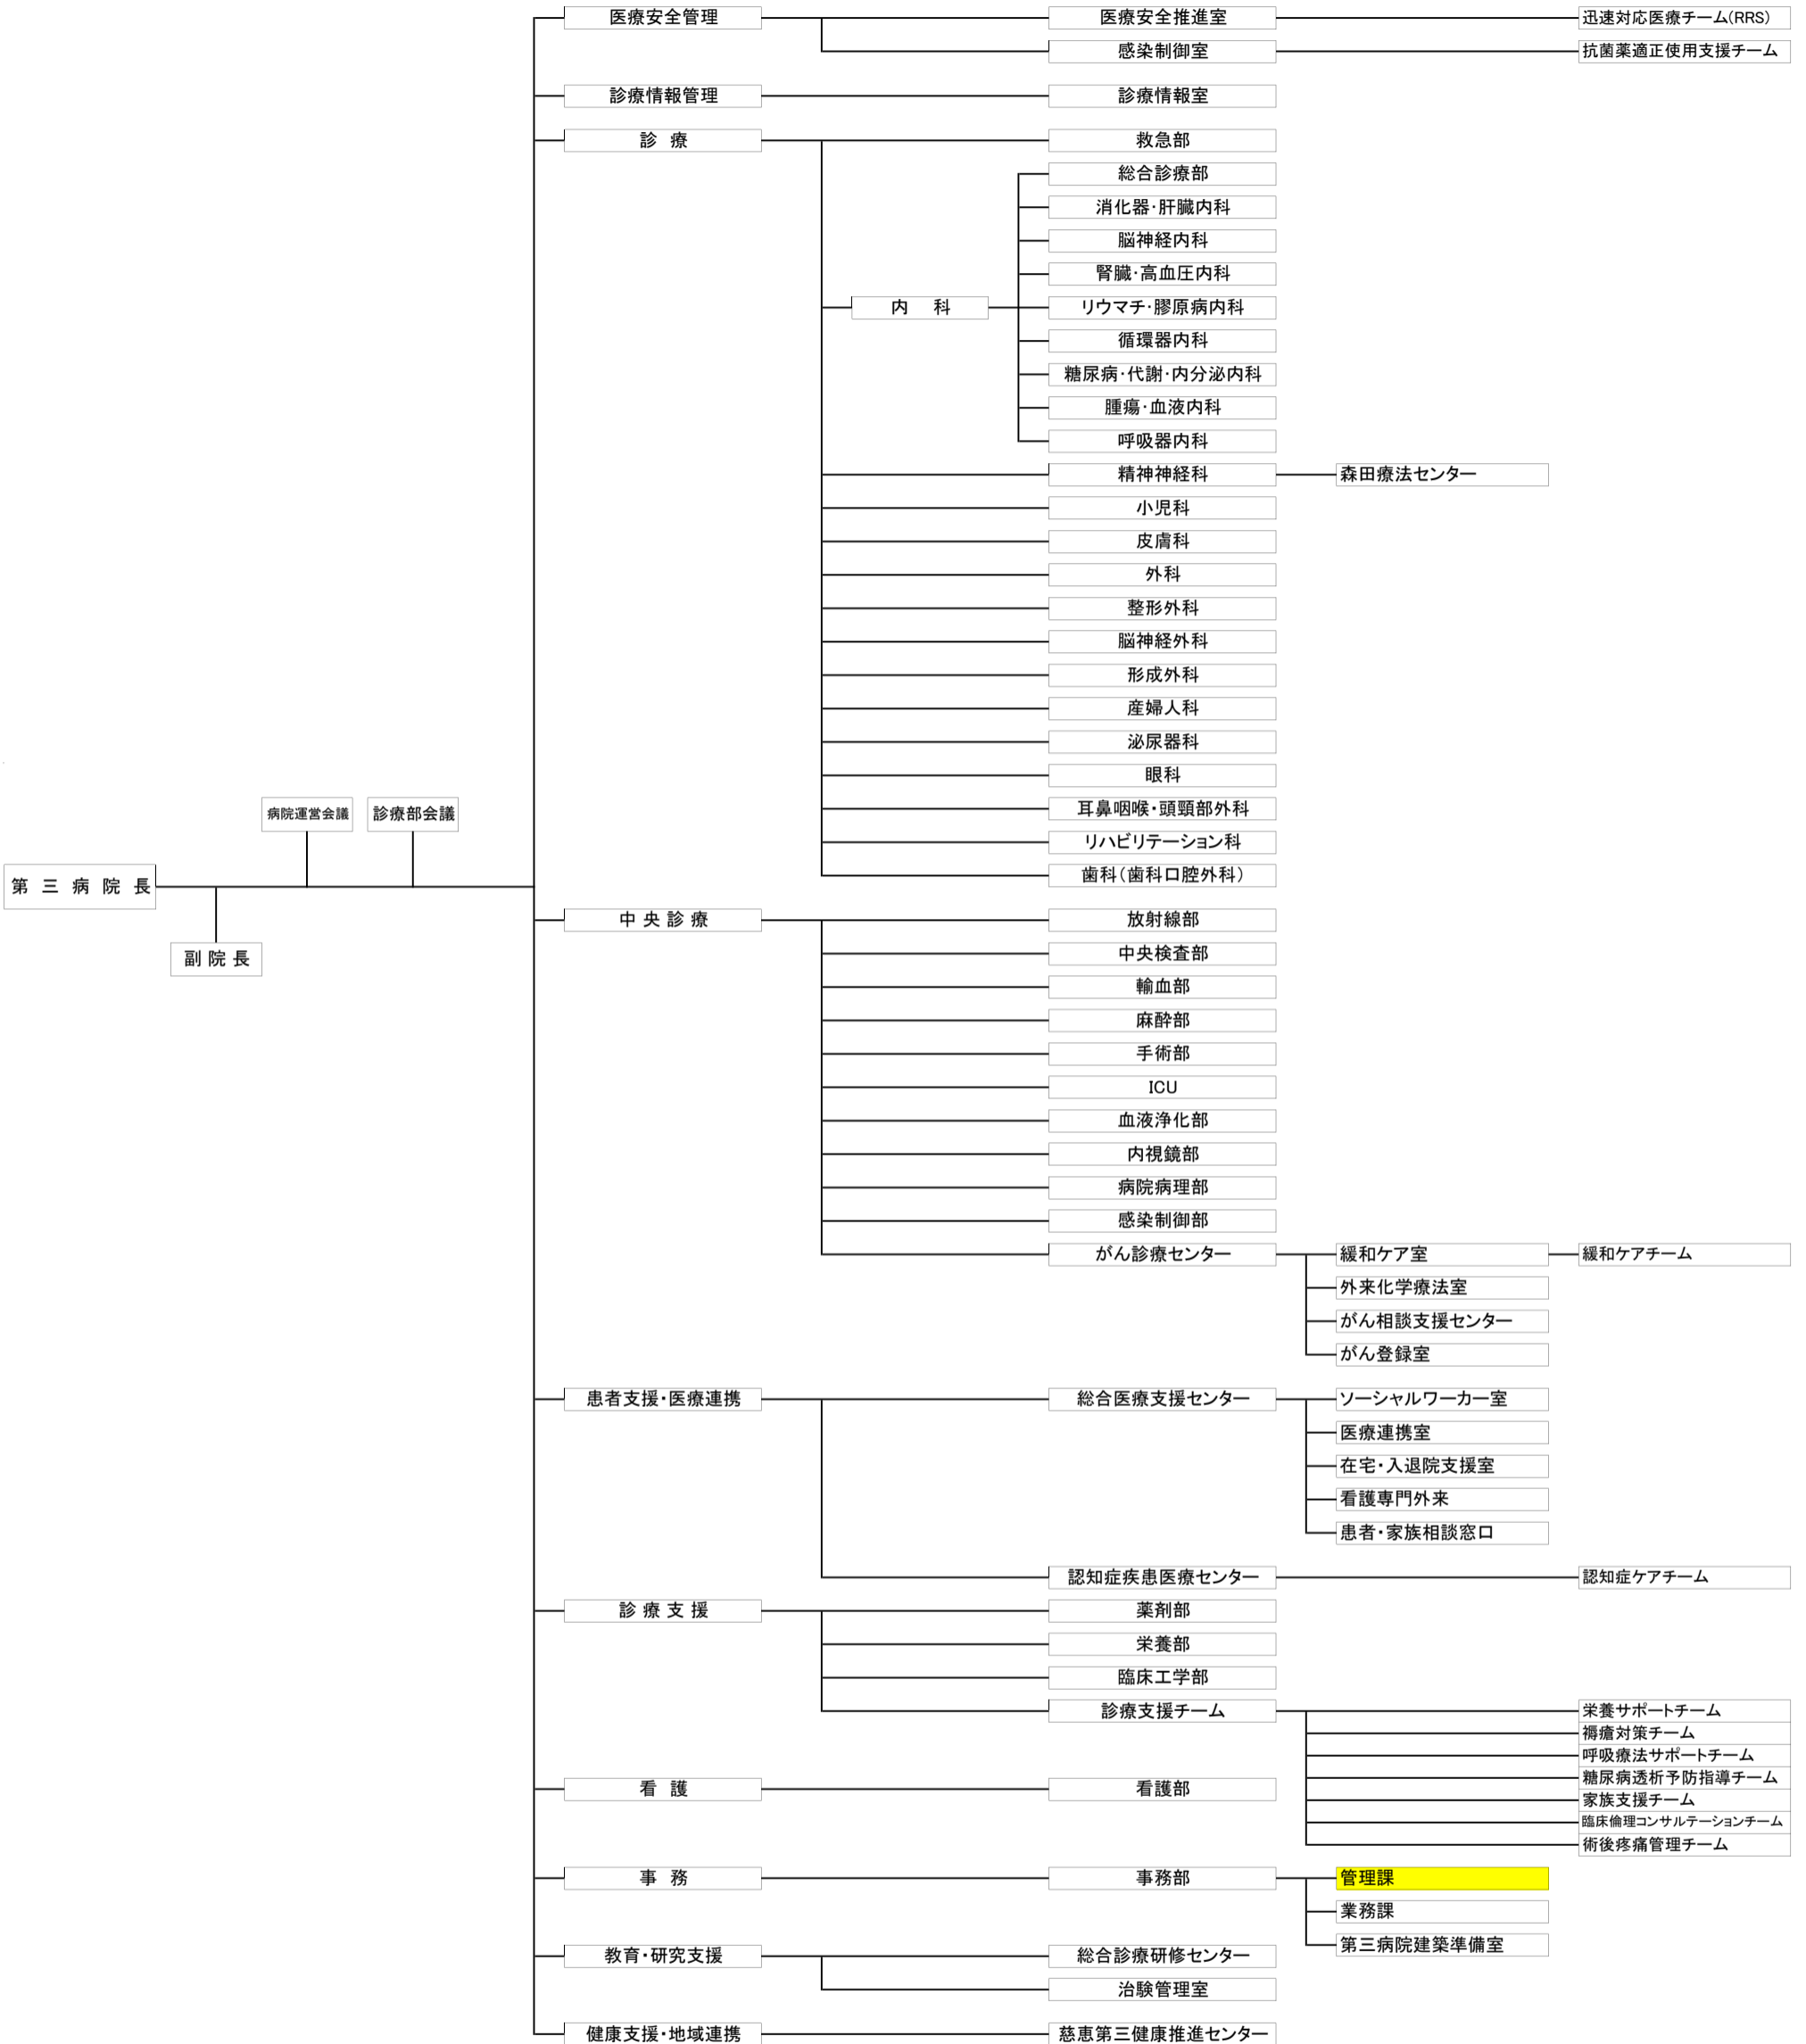 医療安全管理
医療安全推進室
迅速対応医療チーム(RRS)
感染制御室
抗菌薬適正使用支援チーム
診療情報管理
診療情報室
診 療
救急部
総合診療部
消化器・肝臓内科
脳神経内科
腎臓・高血圧内科
内 科
リウマチ・膠原病内科
循環器内科
糖尿病・代謝・内分泌内科
腫瘍・血液内科
呼吸器内科
精神神経科
森田療法センター
小児科
皮膚科
外科
整形外科
脳神経外科
形成外科
産婦人科
泌尿器科
眼科
病院運営会議
診療部会議
耳鼻咽喉・頭頸部外科
リハビリテーション科
歯科(歯科口腔外科)
第 三 病 院 長
副 院 長
中 央 診 療
放射線部
中央検査部
輸血部
麻酔部
手術部
ICU
血液浄化部
内視鏡部
病院病理部
感染制御部
がん診療センター
緩和ケア室
緩和ケアチーム
外来化学療法室
がん相談支援センター
がん登録室
患者支援・医療連携
総合医療支援センター
ソーシャルワーカー室
医療連携室
在宅・入退院支援室
看護専門外来
患者・家族相談窓口
認知症疾患医療センター
認知症ケアチーム
診 療 支 援
薬剤部
栄養部
臨床工学部
診療支援チーム
栄養サポートチーム
褥瘡対策チーム
呼吸療法サポートチーム
糖尿病透析予防指導チーム
家族支援チーム
臨床倫理コンサルテーションチーム
術後疼痛管理チーム
看 護
看護部
事 務
事務部
管理課
業務課
第三病院建築準備室
教育・研究支援
総合診療研修センター
治験管理室
健康支援・地域連携
慈恵第三健康推進センター